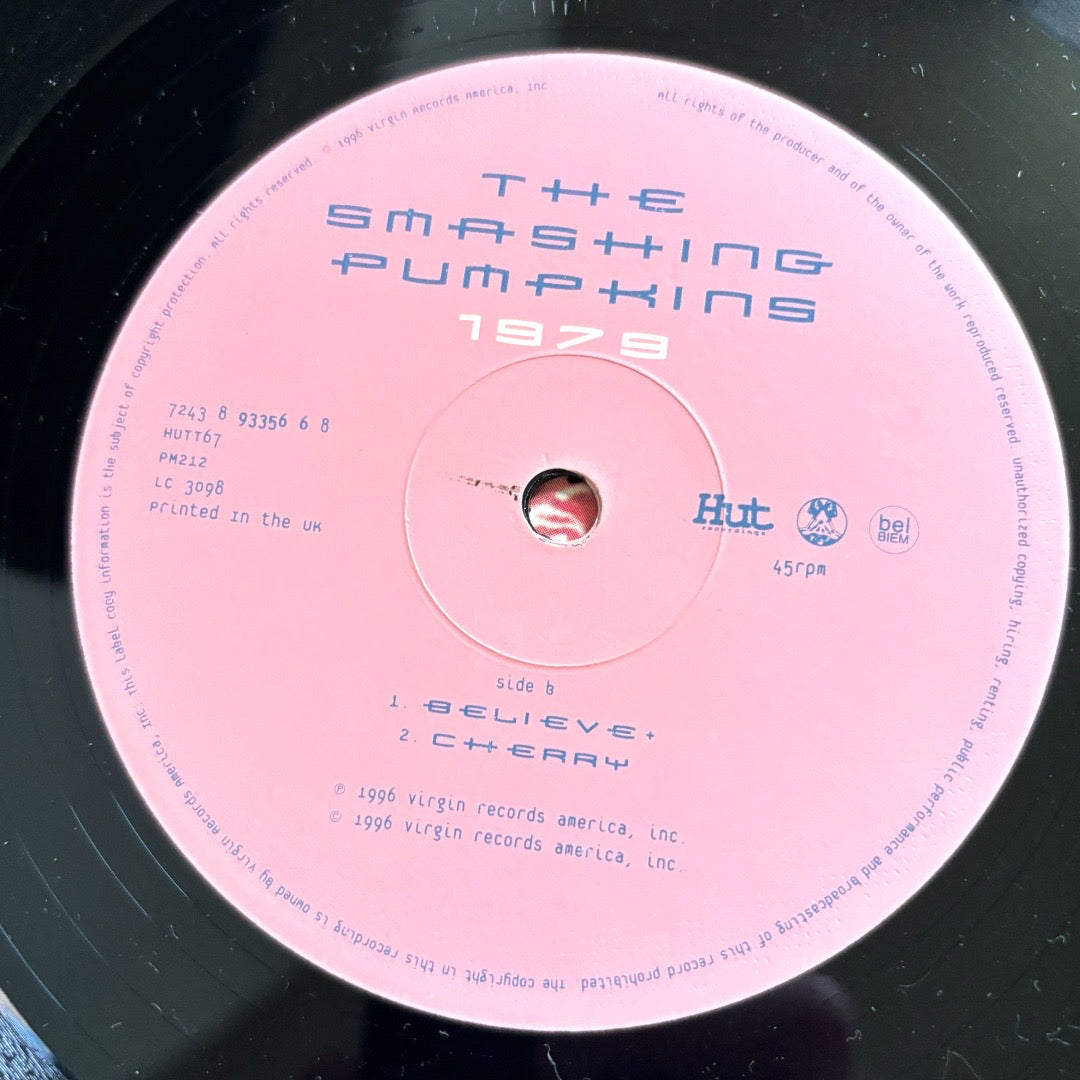 THE
SMASHING
PUMPKINS
1979
7243 8 93356 6 8
HUTT67
PM212
LC 3098
Printed In the UK
Hut
recordings
bel
BIEM
45rpm
side b
1. BELIEVE+
2. CHERRY
℗ 1996 virgin records america, inc.
© 1996 virgin records america, inc.
All rights of the producer and of the owner of the work reproduced reserved unauthorized copying, hiring, renting, public performance and broadcasting of this record prohibited. the copyright in this recording is owned by virgin Records America, Inc. This Label copy information is the subject of copyright protection. All rights reserved. © 1996 virgin Records America, Inc.